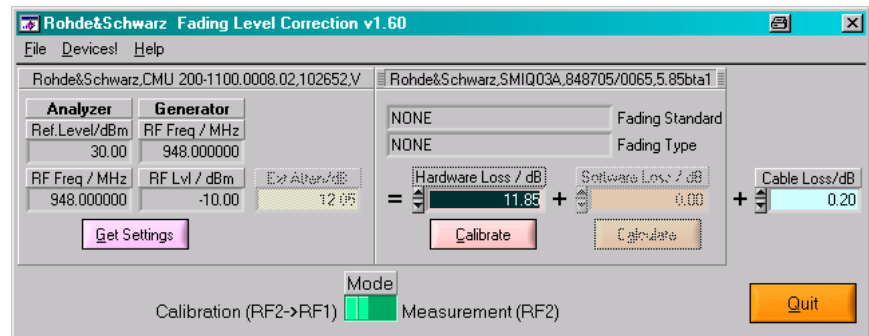 Rohde&Schwarz Fading Level Correction v1.60
File Devices! Help
Rohde&Schwarz,CMU 200-1100.0008.02,102652,V
Rohde&Schwarz,SMIQ03A,848705/0065,5.85bta1
Analyzer Generator
Ref.Level/dBm RF Freq / MHz
30.00 948.000000
RF Freq / MHz RF Lvl / dBm Ext Atten/dB
948.000000 -10.00 12.05
Get Settings
NONE Fading Standard
NONE Fading Type
Hardware Loss / dB Software Loss / dB Cable Loss/dB
= 11.85 + 0.00 + 0.20
Calibrate Calculate
Mode
Calibration (RF2->RF1) Measurement (RF2)
Quit